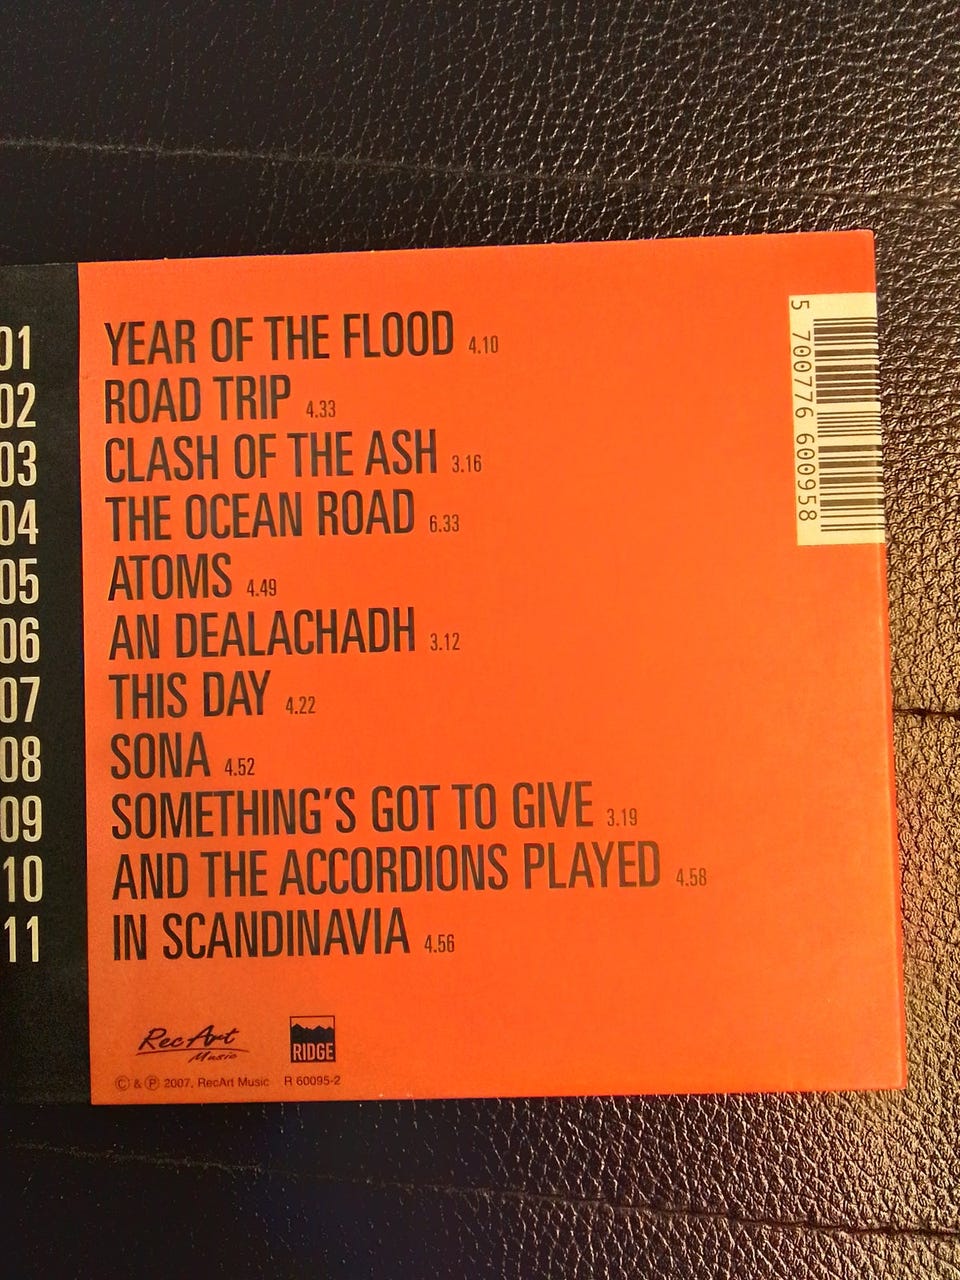 01 YEAR OF THE FLOOD 4.10
02 ROAD TRIP 4.33
03 CLASH OF THE ASH 3.16
04 THE OCEAN ROAD 6.33
05 ATOMS 4.49
06 AN DEALACHADH 3.12
07 THIS DAY 4.22
08 SONA 4.52
09 SOMETHING'S GOT TO GIVE 3.19
10 AND THE ACCORDIONS PLAYED 4.58
11 IN SCANDINAVIA 4.56
5 700776 600958
RecArt
Music
RIDGE
© & ℗ 2007, RecArt Music R 60095-2